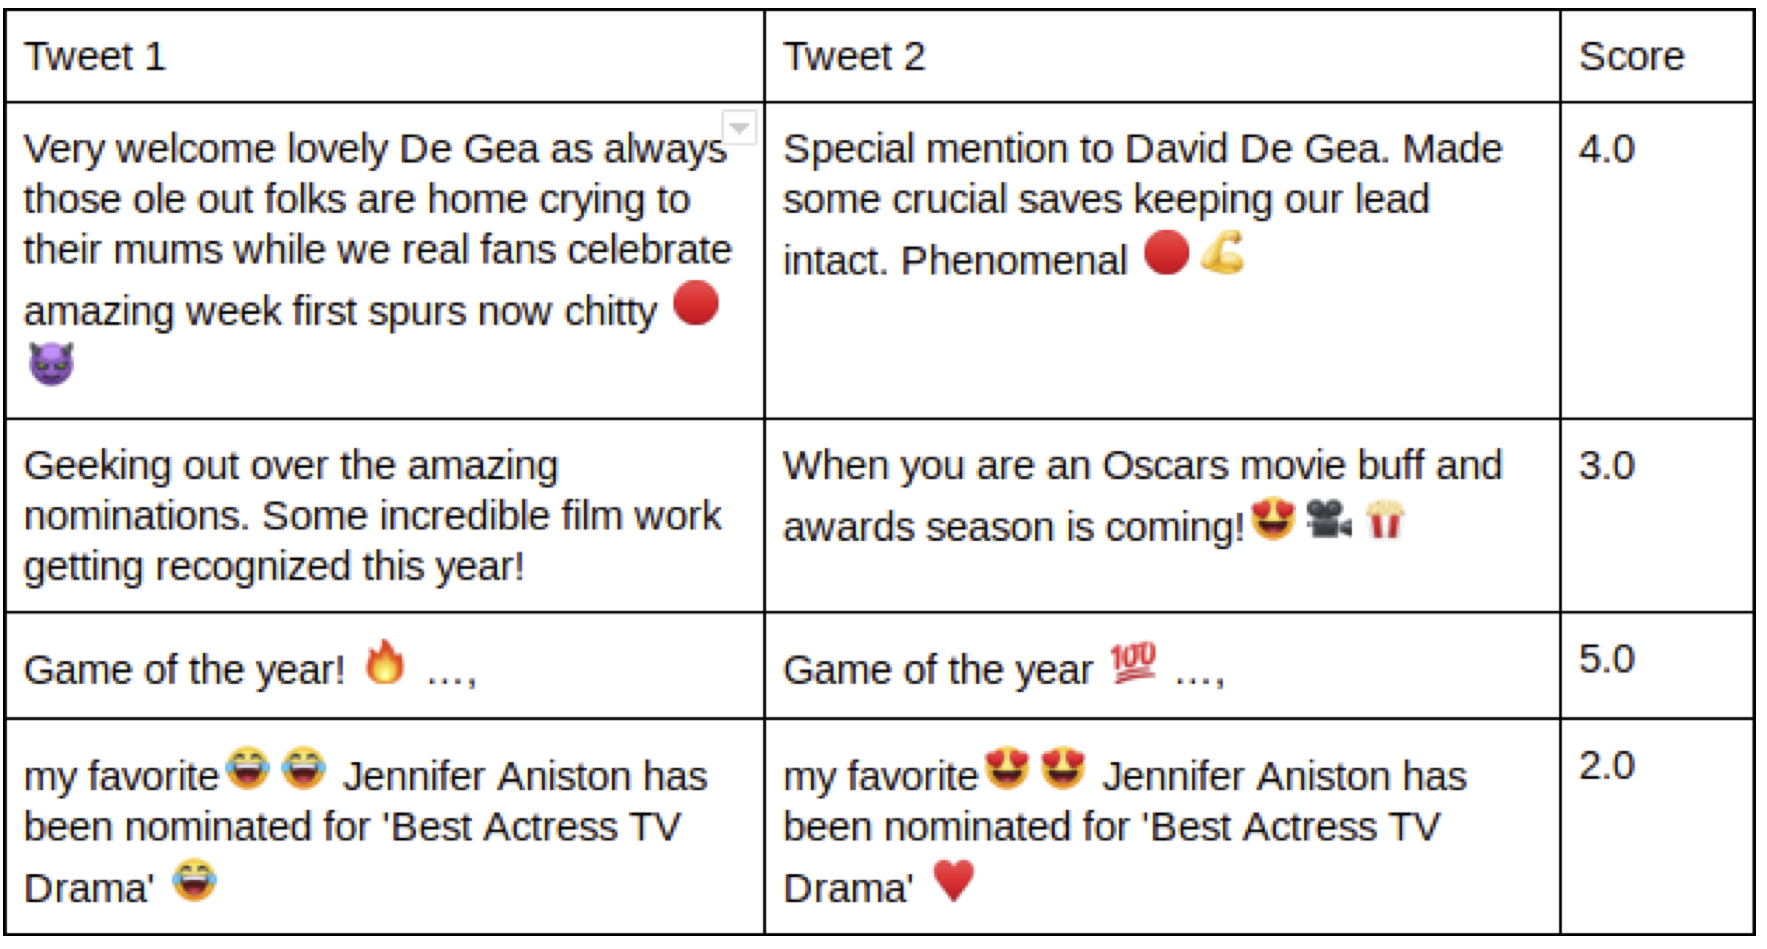 Tweet 1
Tweet 2
Score
Very welcome lovely De Gea as always
those ole out folks are home crying to
their mums while we real fans celebrate
amazing week first spurs now chitty 🔴
😈
Special mention to David De Gea. Made
some crucial saves keeping our lead
intact. Phenomenal 🔴 💪
4.0
Geeking out over the amazing
nominations. Some incredible film work
getting recognized this year!
When you are an Oscars movie buff and
awards season is coming!😍 🎥 🍿
3.0
Game of the year! 🔥 ...,
Game of the year 💯 ...,
5.0
my favorite😂 😂 Jennifer Aniston has
been nominated for 'Best Actress TV
Drama' 😂
my favorite😍 😍 Jennifer Aniston has
been nominated for 'Best Actress TV
Drama' ♥️
2.0